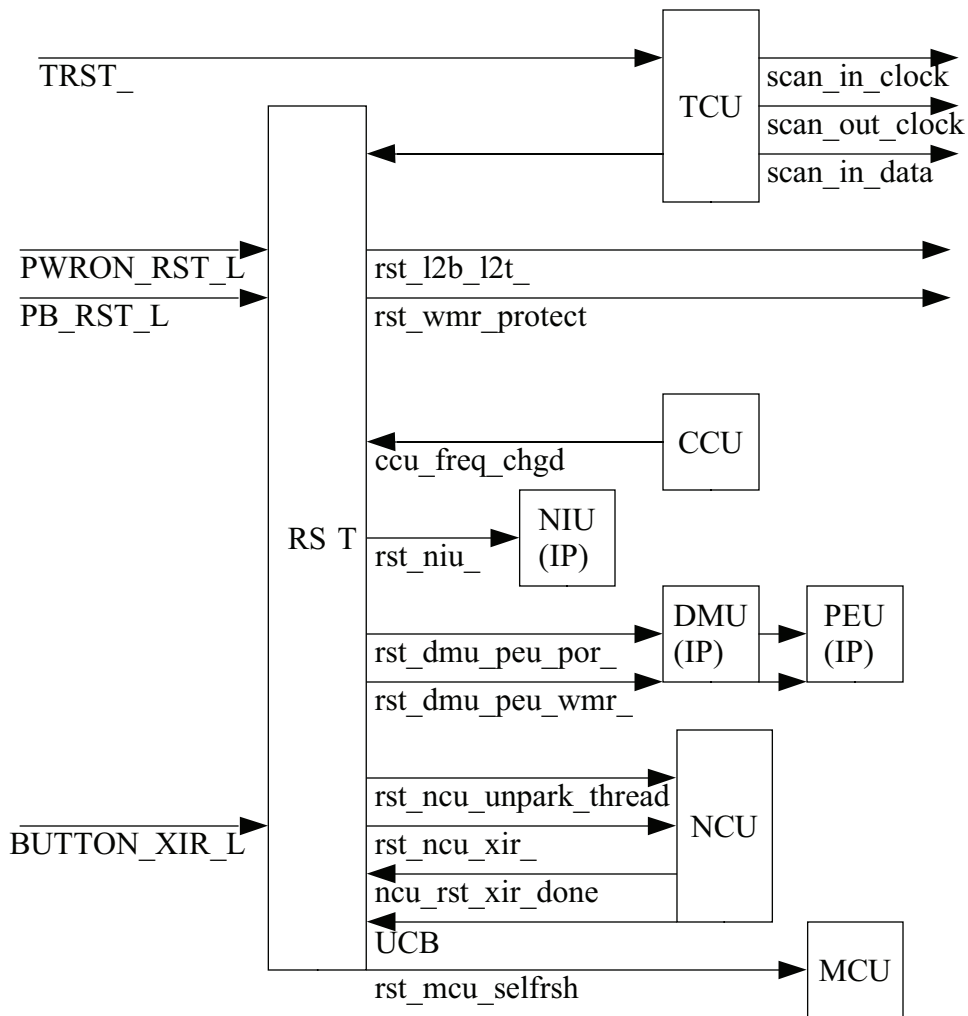 TRST_
TCU
scan_in_clock
scan_out_clock
scan_in_data
PWRON_RST_L
rst_l2b_l2t_
PB_RST_L
rst_wmr_protect
CCU
ccu_freq_chgd
RS T
NIU
(IP)
rst_niu_
DMU
(IP)
PEU
(IP)
rst_dmu_peu_por_
rst_dmu_peu_wmr_
rst_ncu_unpark_thread
NCU
BUTTON_XIR_L
rst_ncu_xir_
ncu_rst_xir_done
UCB
MCU
rst_mcu_selfrsh